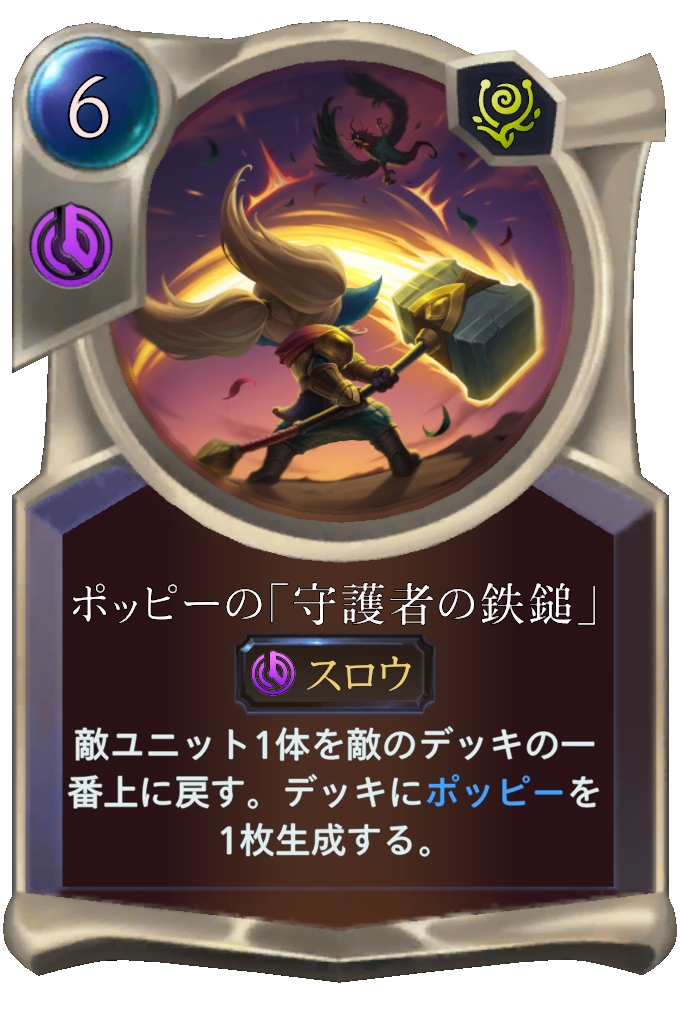 6
ポッピーの「守護者の鉄鎚」
スロウ
敵ユニット1体を敵のデッキの一
番上に戻す。デッキにポッピーを
1枚生成する。